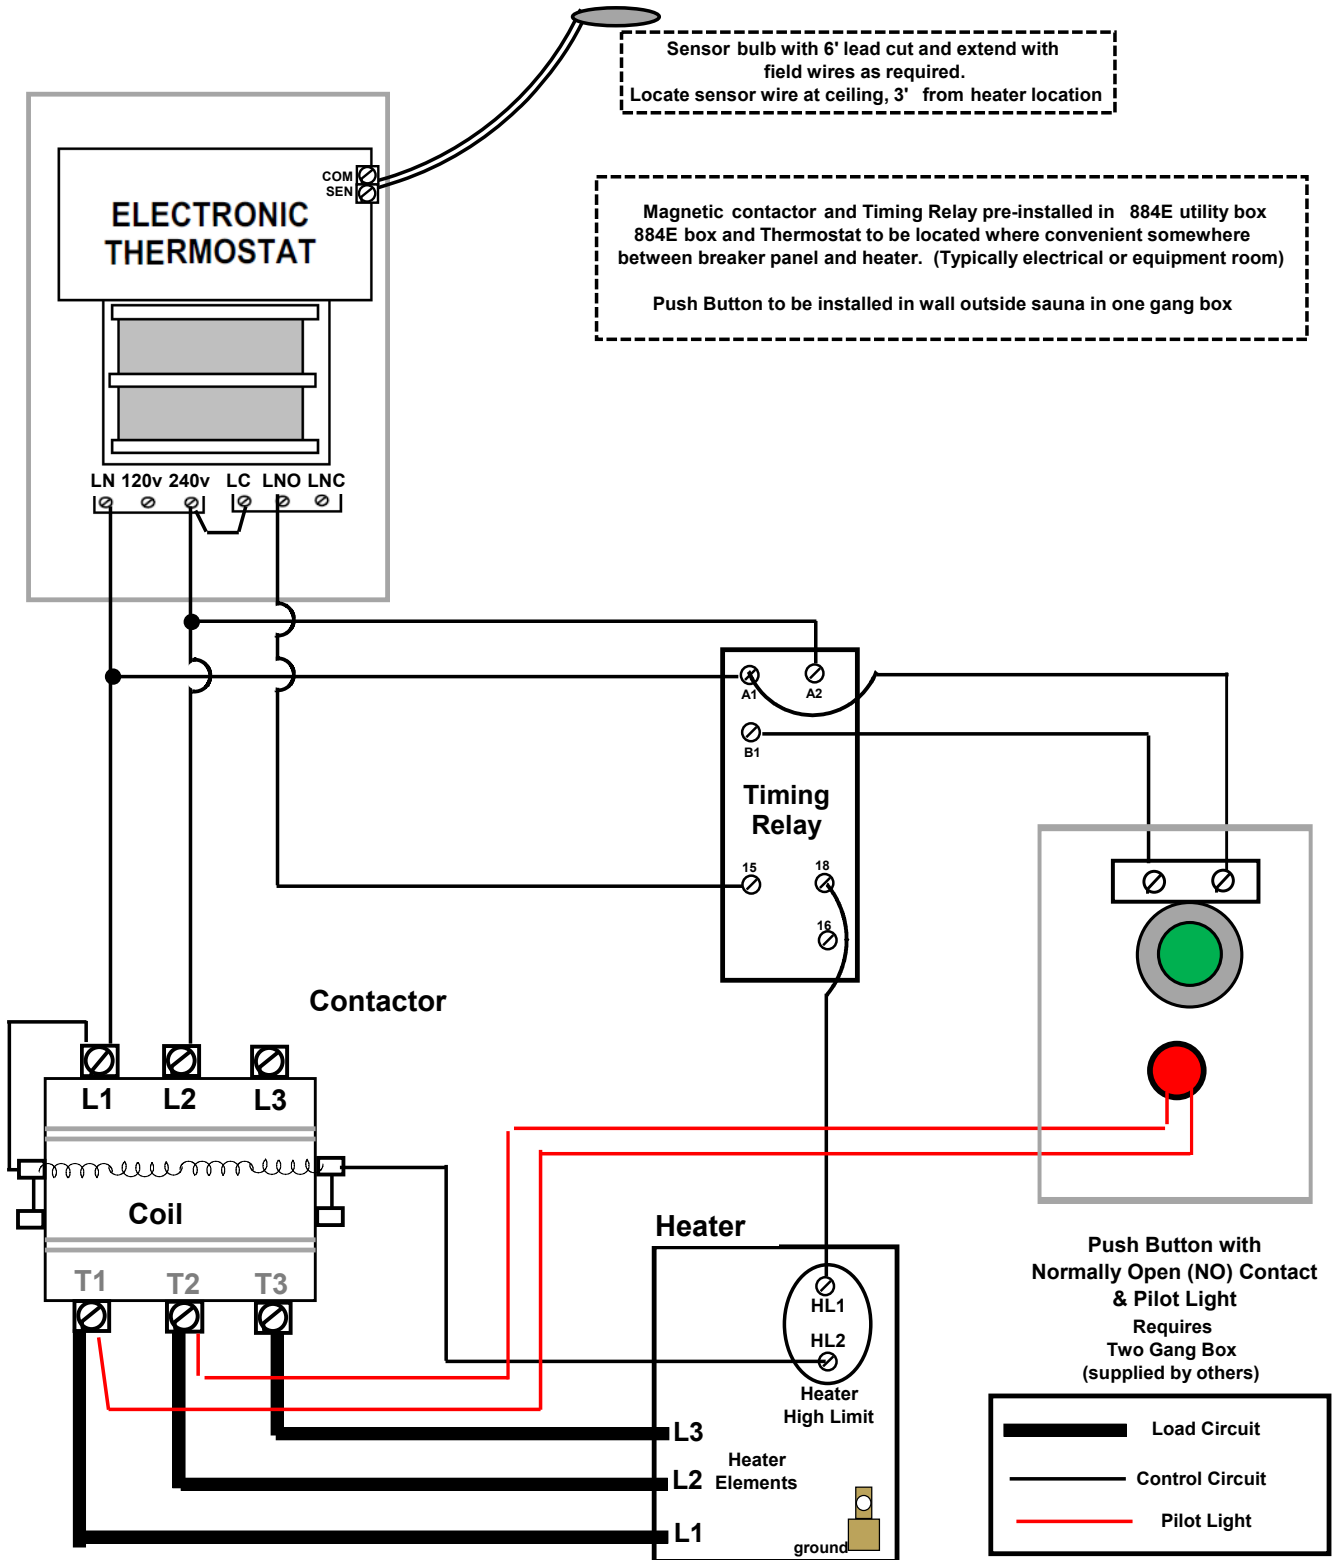 Sensor bulb with 6' lead cut and extend with
field wires as required.
Locate sensor wire at ceiling, 3' from heater location
COM
SEN
ELECTRONIC
THERMOSTAT
Magnetic contactor and Timing Relay pre-installed in 884E utility box
884E box and Thermostat to be located where convenient somewhere
between breaker panel and heater. (Typically electrical or equipment room)
Push Button to be installed in wall outside sauna in one gang box
LN 120v 240v LC LNO LNC
A1 A2
B1
Timing
Relay
15 18
16
Contactor
L1 L2 L3
Coil
T1 T2 T3
Heater
HL1
HL2
Heater
High Limit
L3
L2
L1
Heater
Elements
ground
Push Button with
Normally Open (NO) Contact
& Pilot Light
Requires
Two Gang Box
(supplied by others)
Load Circuit
Control Circuit
Pilot Light